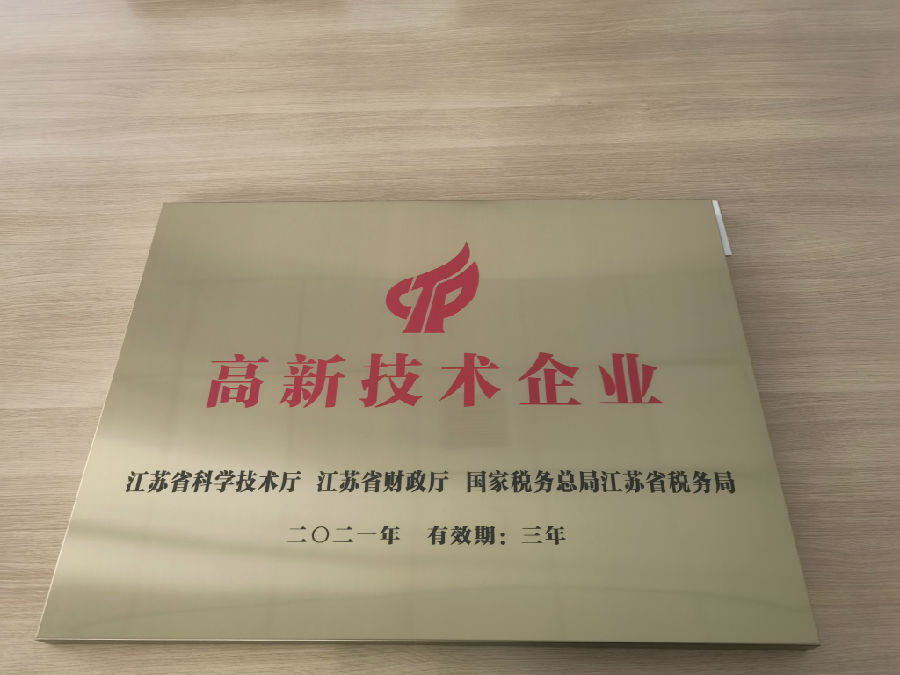 高新技术企业
江苏省科学技术厅 江苏省财政厅 国家税务总局江苏省税务局
二〇二一年 有效期：三年